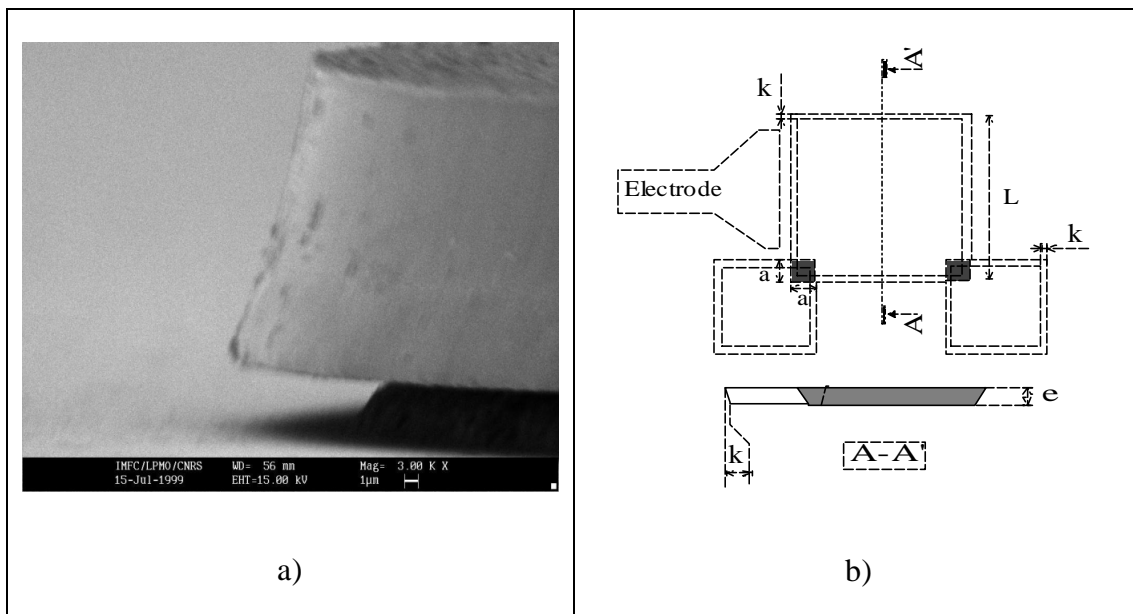 IMFC/LPMO/CNRS WD= 56 mm Mag= 3.00 K X
15-Jul-1999 EHT=15.00 kV 1µm
a)
A'
k
Electrode
L
k
a
a
A
e
k
A-A'
b)